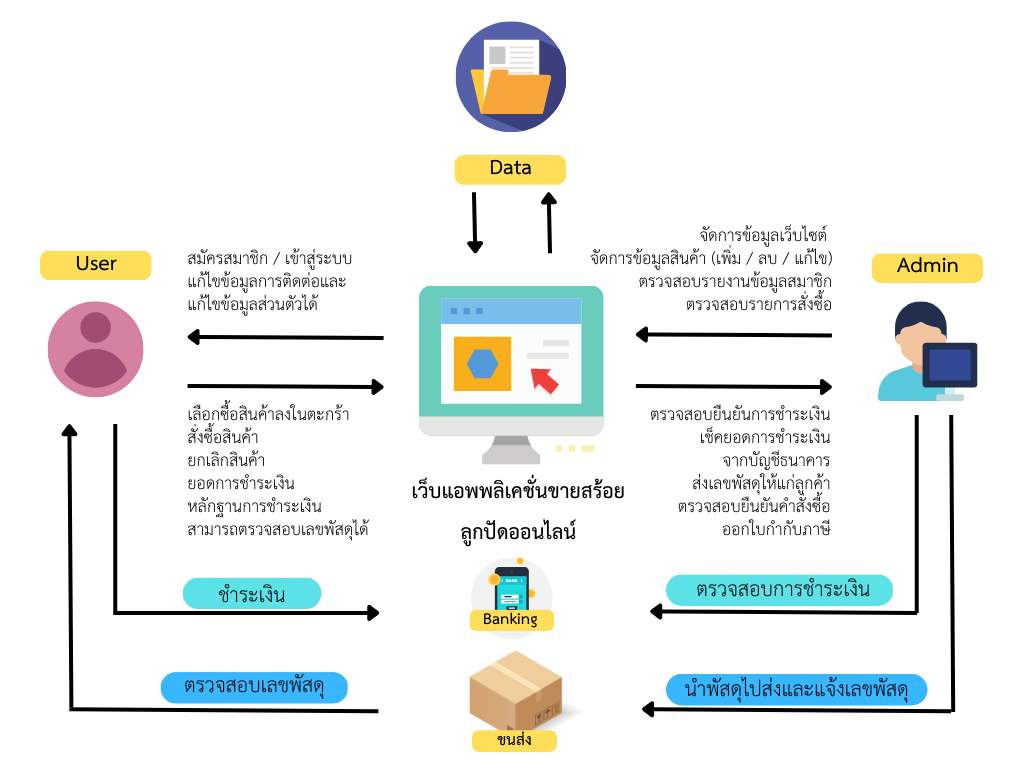 Data
User
สมัครสมาชิก / เข้าสู่ระบบ
แก้ไขข้อมูลการติดต่อและ
แก้ไขข้อมูลส่วนตัวได้
จัดการข้อมูลเว็บไซต์
จัดการข้อมูลสินค้า (เพิ่ม / ลบ / แก้ไข)
ตรวจสอบรายงานข้อมูลสมาชิก
ตรวจสอบรายการสั่งซื้อ
Admin
เลือกซื้อสินค้าลงในตะกร้า
สั่งซื้อสินค้า
ยกเลิกสินค้า
ยอดการชำระเงิน
หลักฐานการชำระเงิน
สามารถตรวจสอบเลขพัสดุได้
เว็บแอพพลิเคชั่นขายสร้อย
ลูกปัดออนไลน์
ตรวจสอบยืนยันการชำระเงิน
เช็คยอดการชำระเงิน
จากบัญชีธนาคาร
ส่งเลขพัสดุให้แก่ลูกค้า
ตรวจสอบยืนยันคำสั่งซื้อ
ออกใบกำกับภาษี
ชำระเงิน
BANK
Banking
ตรวจสอบการชำระเงิน
ตรวจสอบเลขพัสดุ
ขนส่ง
นำพัสดุไปส่งและแจ้งเลขพัสดุ